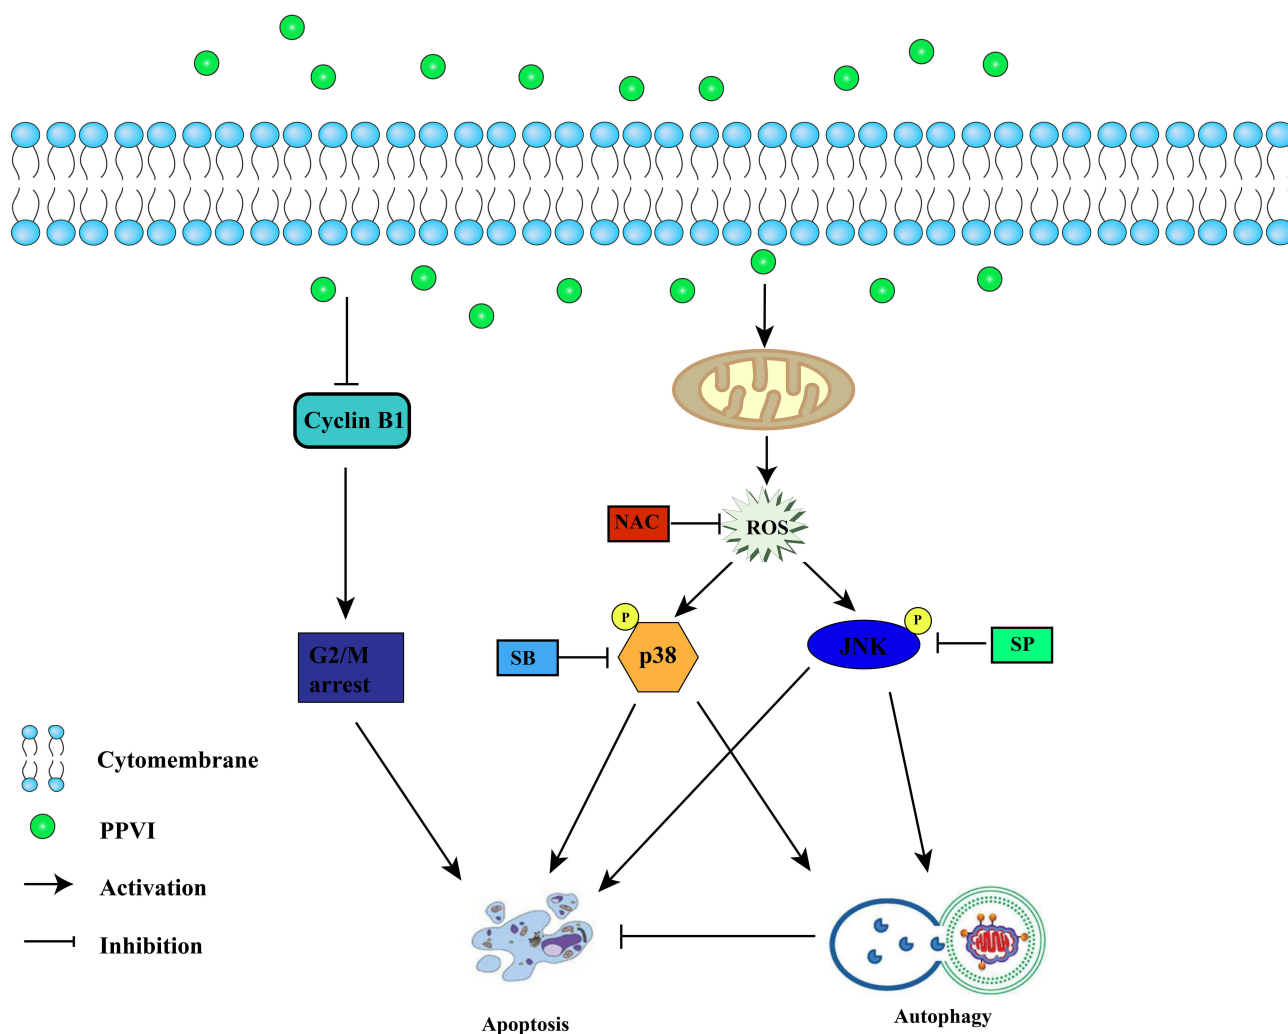 Cyclin B1
NAC
ROS
P
P
SB
p38
JNK
SP
G2/M
arrest
Cytomembrane
PPVI
Activation
Inhibition
Apoptosis
Autophagy